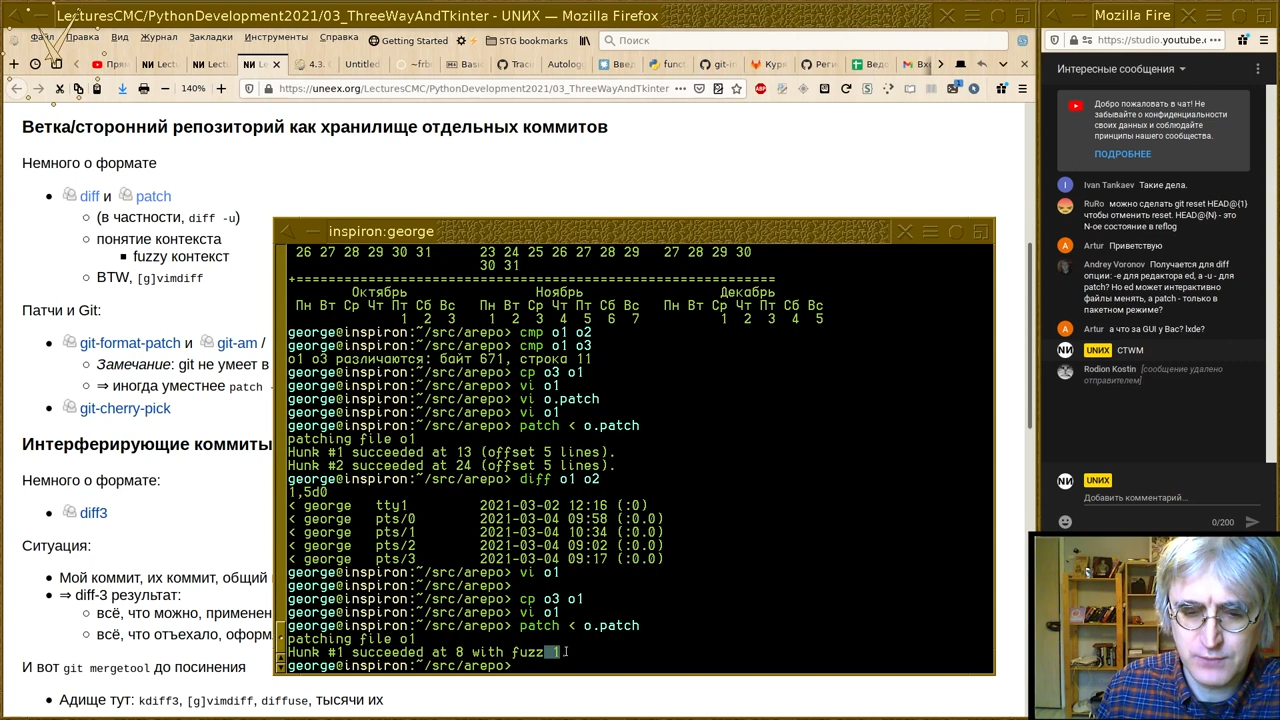 LecturesCMC/PythonDevelopment2021/03_ThreeWayAndTkinter - UNИX — Mozilla Firefox
Файл Правка Вид Журнал Закладки Инструменты Справка Getting Started STG bookmarks Поиск
Пря Lectu Lectu Le 4.3. Untitled ~frb Basi Trac Autolog Введ funct git-i Куря Реги Ведо Вх
140% https://uneex.org/LecturesCMC/PythonDevelopment2021/03_ThreeWayAndTkinter
Ветка/сторонний репозиторий как хранилище отдельных коммитов
Немного о формате
diff и patch
(в частности, diff -u)
понятие контекста
fuzzy контекст
BTW, [g]vimdiff
Патчи и Git:
git-format-patch и git-am /
Замечание: git не умеет в
⇒ иногда уместнее patch -
git-cherry-pick
Интерферирующие коммиты
Немного о формате:
diff3
Ситуация:
Мой коммит, их коммит, общий
⇒ diff-3 результат:
всё, что можно, применен
всё, что отъехало, оформ
И вот git mergetool до посинения
Адище тут: kdiff3, [g]vimdiff, diffuse, тысячи их
inspiron:george
26 27 28 29 30 31 23 24 25 26 27 28 29 27 28 29 30
30 31
+=============================================================
Октябрь Ноябрь Декабрь
Пн Вт Ср Чт Пт Сб Вс Пн Вт Ср Чт Пт Сб Вс Пн Вт Ср Чт Пт Сб Вс
1 2 3 1 2 3 4 5 6 7 1 2 3 4 5
george@inspiron:~/src/arepo> cmp o1 o2
george@inspiron:~/src/arepo> cmp o1 o3
o1 o3 различаются: байт 671, строка 11
george@inspiron:~/src/arepo> cp o3 o1
george@inspiron:~/src/arepo> vi o1
george@inspiron:~/src/arepo> vi o.patch
george@inspiron:~/src/arepo> vi o1
george@inspiron:~/src/arepo> patch < o.patch
patching file o1
Hunk #1 succeeded at 13 (offset 5 lines).
Hunk #2 succeeded at 24 (offset 5 lines).
george@inspiron:~/src/arepo> diff o1 o2
1,5d0
< george tty1 2021-03-02 12:16 (:0)
< george pts/0 2021-03-04 09:58 (:0.0)
< george pts/1 2021-03-04 10:34 (:0.0)
< george pts/2 2021-03-04 09:02 (:0.0)
< george pts/3 2021-03-04 09:17 (:0.0)
george@inspiron:~/src/arepo> vi o1
george@inspiron:~/src/arepo>
george@inspiron:~/src/arepo> cp o3 o1
george@inspiron:~/src/arepo> vi o1
george@inspiron:~/src/arepo> patch < o.patch
patching file o1
Hunk #1 succeeded at 8 with fuzz 1
george@inspiron:~/src/arepo>
Mozilla Fire
https://studio.youtube.c
Интересные сообщения
Добро пожаловать в чат! Не
забывайте о конфиденциальности
своих данных и соблюдайте
принципы нашего сообщества.
ПОДРОБНЕЕ
Ivan Tankaev Такие дела.
RuRo можно сделать git reset HEAD@{1}
чтобы отменить reset. HEAD@{N} - это
N-ое состояние в reflog
Artur Приветствую
Andrey Voronov Получается для diff
опции: -e для редактора ed, а -u - для
patch? Но ed может интерактивно
файлы менять, а patch - только в
пакетном режиме?
Artur а что за GUI у Вас? lxde?
UNИX CTWM
Rodion Kostin [сообщение удалено
отправителем]
UNИX
Добавить комментарий...
0/200